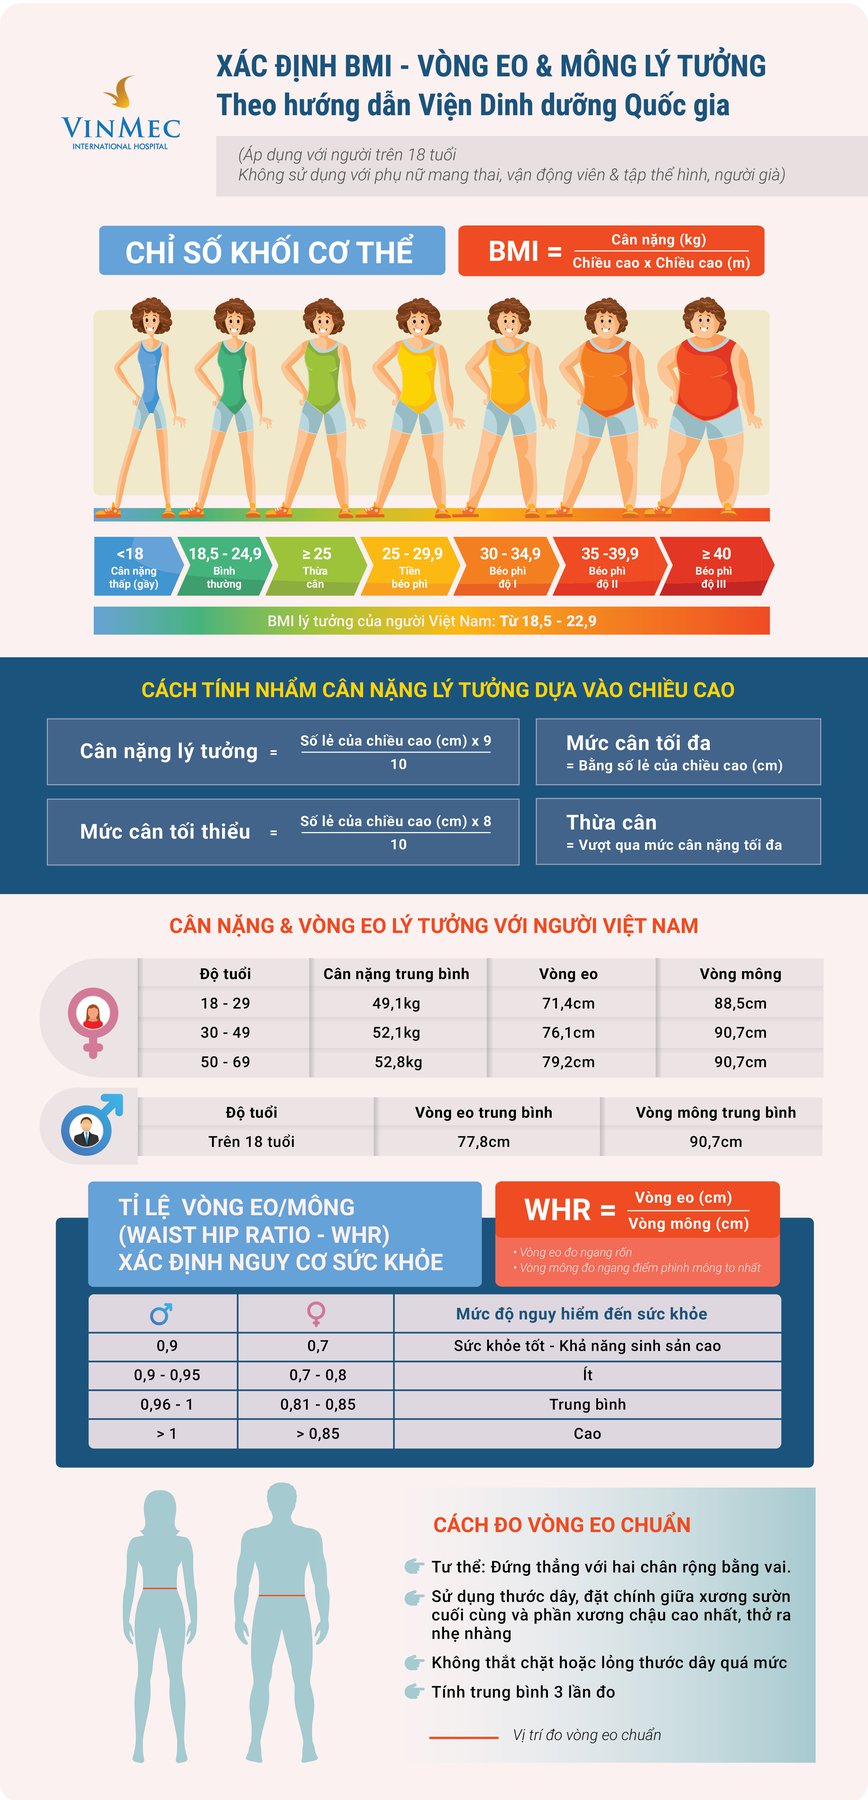 XÁC ĐỊNH BMI - VÒNG EO & MÔNG LÝ TƯỞNG
Theo hướng dẫn Viện Dinh dưỡng Quốc gia
VINMEC
INTERNATIONAL HOSPITAL
(Áp dụng với người trên 18 tuổi
Không sử dụng với phụ nữ mang thai, vận động viên & tập thể hình, người già)
CHỈ SỐ KHỐI CƠ THỂ
BMI = Cân nặng (kg)
Chiều cao x Chiều cao (m)
<18
Cân nặng
thấp (gầy)
18,5 - 24,9
Bình
thường
≥ 25
Thừa
cân
25 - 29,9
Tiền
béo phì
30 - 34,9
Béo phì
độ I
35 -39,9
Béo phì
độ II
≥ 40
Béo phì
độ III
BMI lý tưởng của người Việt Nam: Từ 18,5 - 22,9
CÁCH TÍNH NHẨM CÂN NẶNG LÝ TƯỞNG DỰA VÀO CHIỀU CAO
Cân nặng lý tưởng = Số lẻ của chiều cao (cm) x 9
10
Mức cân tối đa
= Bằng số lẻ của chiều cao (cm)
Mức cân tối thiểu = Số lẻ của chiều cao (cm) x 8
10
Thừa cân
= Vượt qua mức cân nặng tối đa
CÂN NẶNG & VÒNG EO LÝ TƯỞNG VỚI NGƯỜI VIỆT NAM
Độ tuổi Cân nặng trung bình Vòng eo Vòng mông
18 - 29 49,1kg 71,4cm 88,5cm
30 - 49 52,1kg 76,1cm 90,7cm
50 - 69 52,8kg 79,2cm 90,7cm
Độ tuổi Vòng eo trung bình Vòng mông trung bình
Trên 18 tuổi 77,8cm 90,7cm
TỈ LỆ VÒNG EO/MÔNG
(WAIST HIP RATIO - WHR)
XÁC ĐỊNH NGUY CƠ SỨC KHỎE
WHR = Vòng eo (cm)
Vòng mông (cm)
• Vòng eo đo ngang rốn
• Vòng mông đo ngang điểm phình mông to nhất
Mức độ nguy hiểm đến sức khỏe
0,9 0,7 Sức khỏe tốt - Khả năng sinh sản cao
0,9 - 0,95 0,7 - 0,8 Ít
0,96 - 1 0,81 - 0,85 Trung bình
> 1 > 0,85 Cao
CÁCH ĐO VÒNG EO CHUẨN
Tư thế: Đứng thẳng với hai chân rộng bằng vai.
Sử dụng thước dây, đặt chính giữa xương sườn
cuối cùng và phần xương chậu cao nhất, thở ra
nhẹ nhàng
Không thắt chặt hoặc lỏng thước dây quá mức
Tính trung bình 3 lần đo
Vị trí đo vòng eo chuẩn